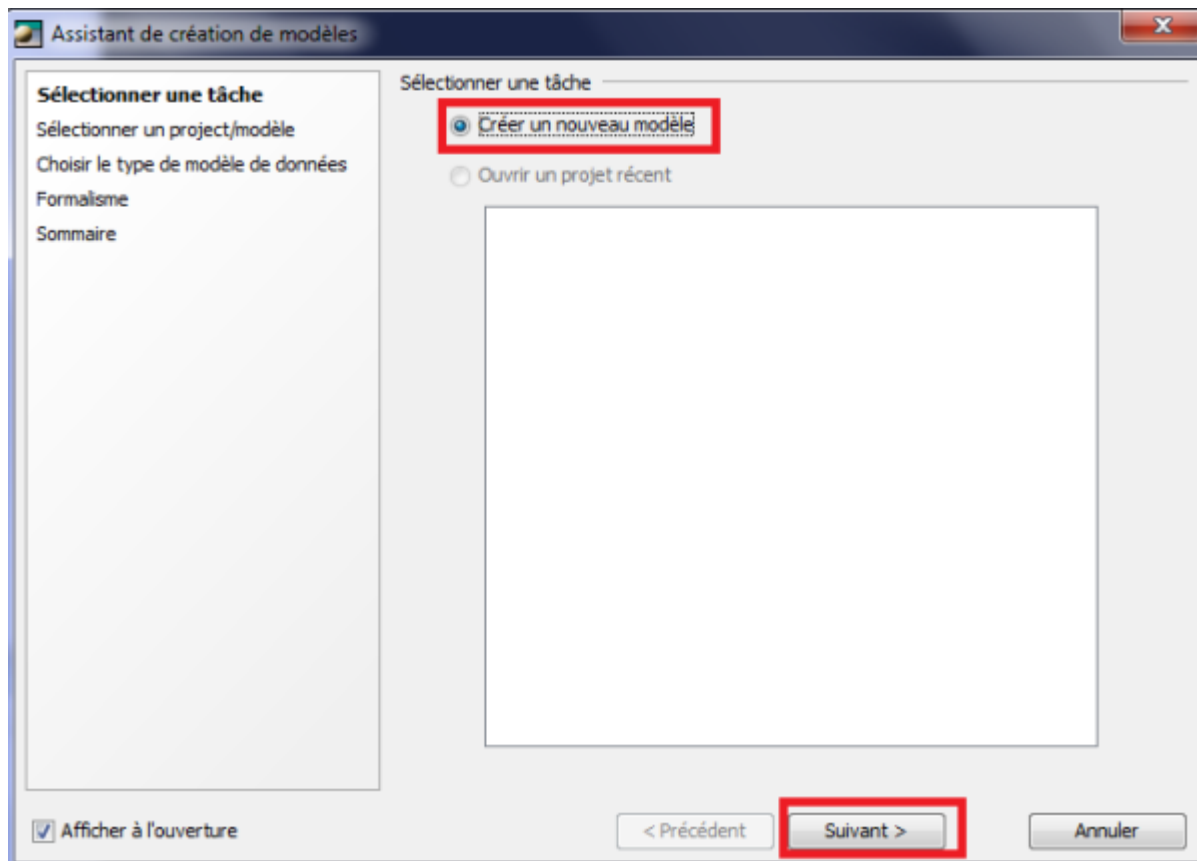 Assistant de création de modèles
Sélectionner une tâche
Sélectionner un project/modèle
Choisir le type de modèle de données
Formalisme
Sommaire
Sélectionner une tâche
Créer un nouveau modèle
Ouvrir un projet récent
Afficher à l'ouverture
< Précédent
Suivant >
Annuler